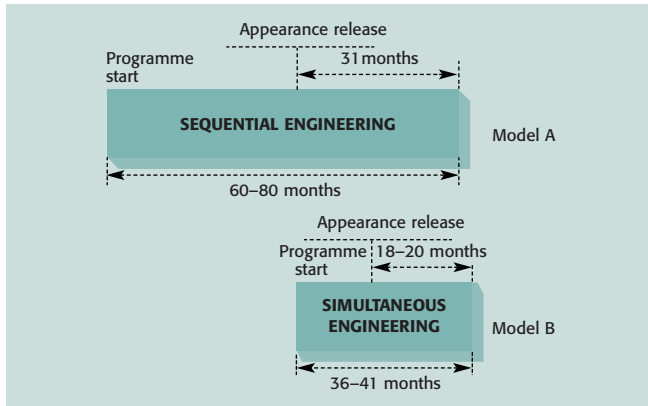 Appearance release
Programme
start
31 months
SEQUENTIAL ENGINEERING
Model A
60–80 months
Appearance release
Programme
start
18–20 months
SIMULTANEOUS
ENGINEERING
Model B
36–41 months